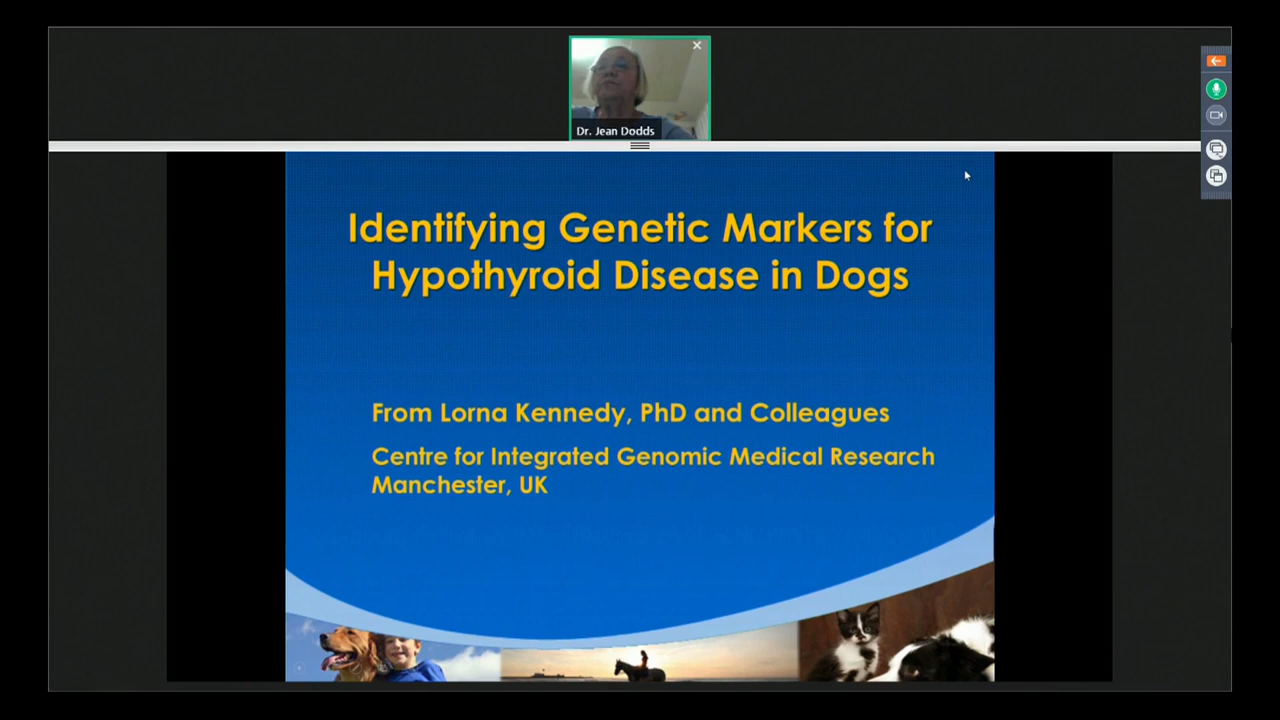 Dr. Jean Dodds
Identifying Genetic Markers for
Hypothyroid Disease in Dogs
From Lorna Kennedy, PhD and Colleagues
Centre for Integrated Genomic Medical Research
Manchester, UK